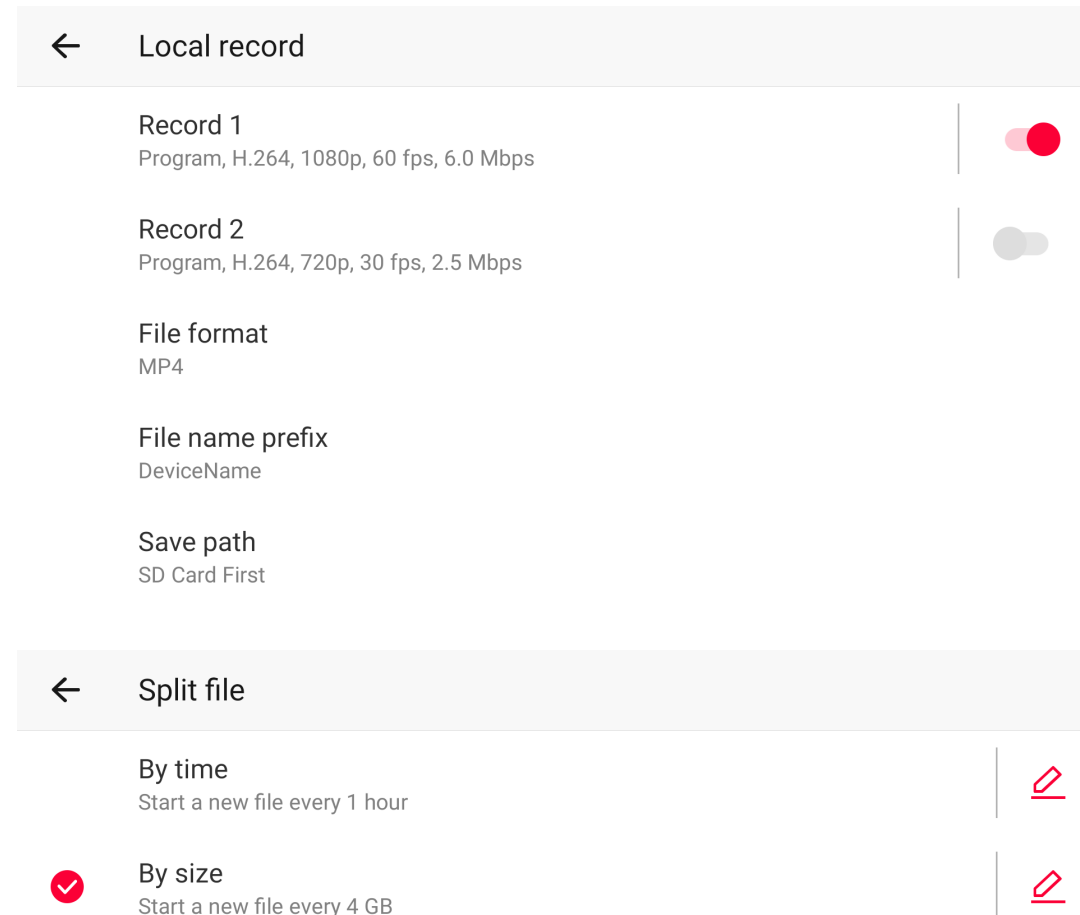 Local record
Record 1
Program, H.264, 1080p, 60 fps, 6.0 Mbps
Record 2
Program, H.264, 720p, 30 fps, 2.5 Mbps
File format
MP4
File name prefix
DeviceName
Save path
SD Card First
Split file
By time
Start a new file every 1 hour
By size
Start a new file every 4 GB